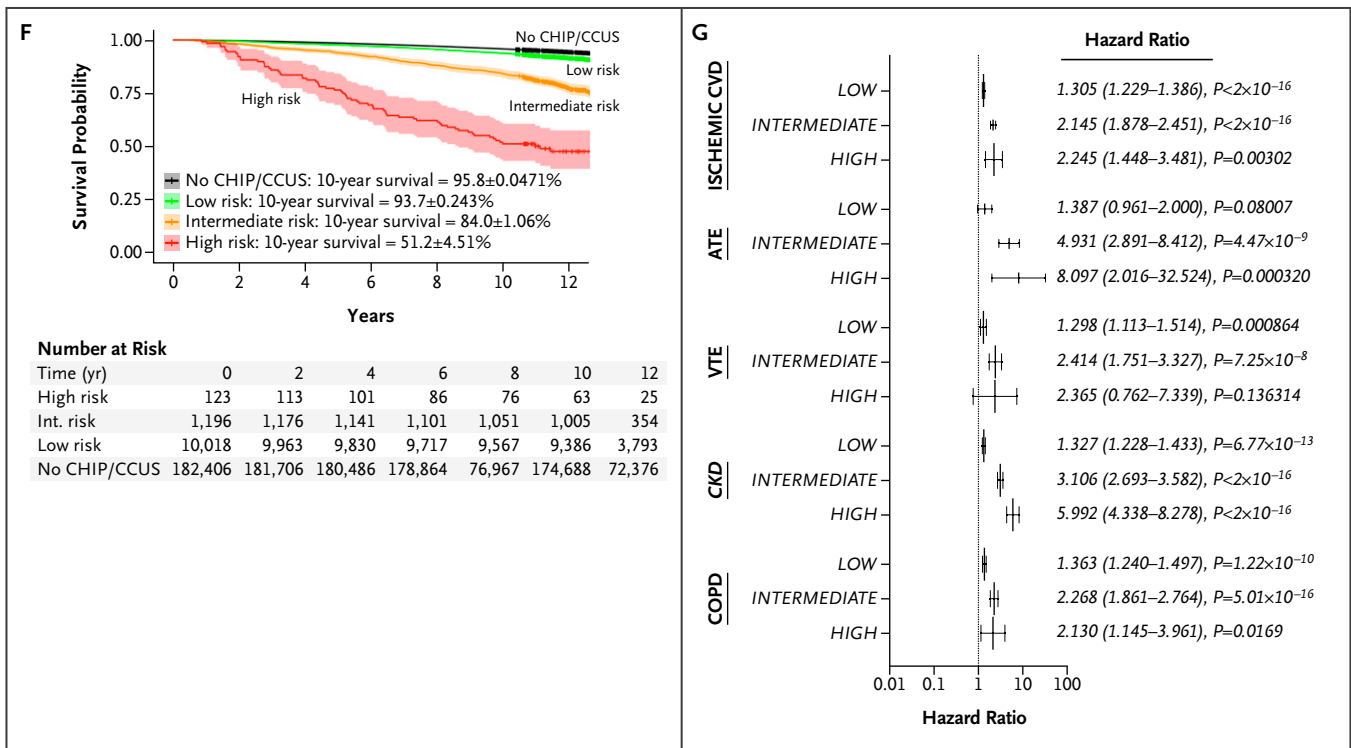 F
1.00
0.75
0.50
0.25
0.00
Survival Probability
No CHIP/CCUS
Low risk
Intermediate risk
High risk
No CHIP/CCUS: 10-year survival = 95.8±0.0471%
Low risk: 10-year survival = 93.7±0.243%
Intermediate risk: 10-year survival = 84.0±1.06%
High risk: 10-year survival = 51.2±4.51%
0 2 4 6 8 10 12
Years
Number at Risk
Time (yr) 0 2 4 6 8 10 12
High risk 123 113 101 86 76 63 25
Int. risk 1,196 1,176 1,141 1,101 1,051 1,005 354
Low risk 10,018 9,963 9,830 9,717 9,567 9,386 3,793
No CHIP/CCUS 182,406 181,706 180,486 178,864 76,967 174,688 72,376
G
Hazard Ratio
ISCHEMIC CVD
LOW 1.305 (1.229–1.386), P<2×10⁻¹⁶
INTERMEDIATE 2.145 (1.878–2.451), P<2×10⁻¹⁶
HIGH 2.245 (1.448–3.481), P=0.00302
ATE
LOW 1.387 (0.961–2.000), P=0.08007
INTERMEDIATE 4.931 (2.891–8.412), P=4.47×10⁻⁹
HIGH 8.097 (2.016–32.524), P=0.000320
VTE
LOW 1.298 (1.113–1.514), P=0.000864
INTERMEDIATE 2.414 (1.751–3.327), P=7.25×10⁻⁸
HIGH 2.365 (0.762–7.339), P=0.136314
CKD
LOW 1.327 (1.228–1.433), P=6.77×10⁻¹³
INTERMEDIATE 3.106 (2.693–3.582), P<2×10⁻¹⁶
HIGH 5.992 (4.338–8.278), P<2×10⁻¹⁶
COPD
LOW 1.363 (1.240–1.497), P=1.22×10⁻¹⁰
INTERMEDIATE 2.268 (1.861–2.764), P=5.01×10⁻¹⁶
HIGH 2.130 (1.145–3.961), P=0.0169
0.01 0.1 1 10 100
Hazard Ratio